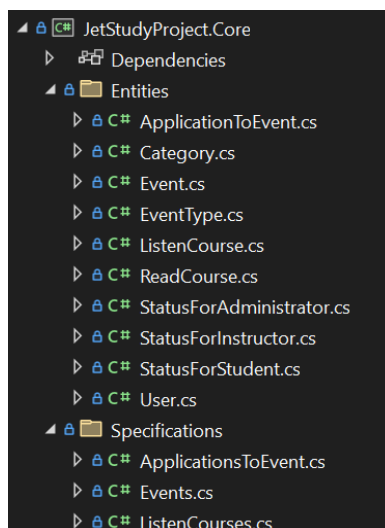 C# JetStudyProject.Core
Dependencies
Entities
C# ApplicationToEvent.cs
C# Category.cs
C# Event.cs
C# EventType.cs
C# ListenCourse.cs
C# ReadCourse.cs
C# StatusForAdministrator.cs
C# StatusForInstructor.cs
C# StatusForStudent.cs
C# User.cs
Specifications
C# ApplicationsToEvent.cs
C# Events.cs
C# ListenCourses.cs